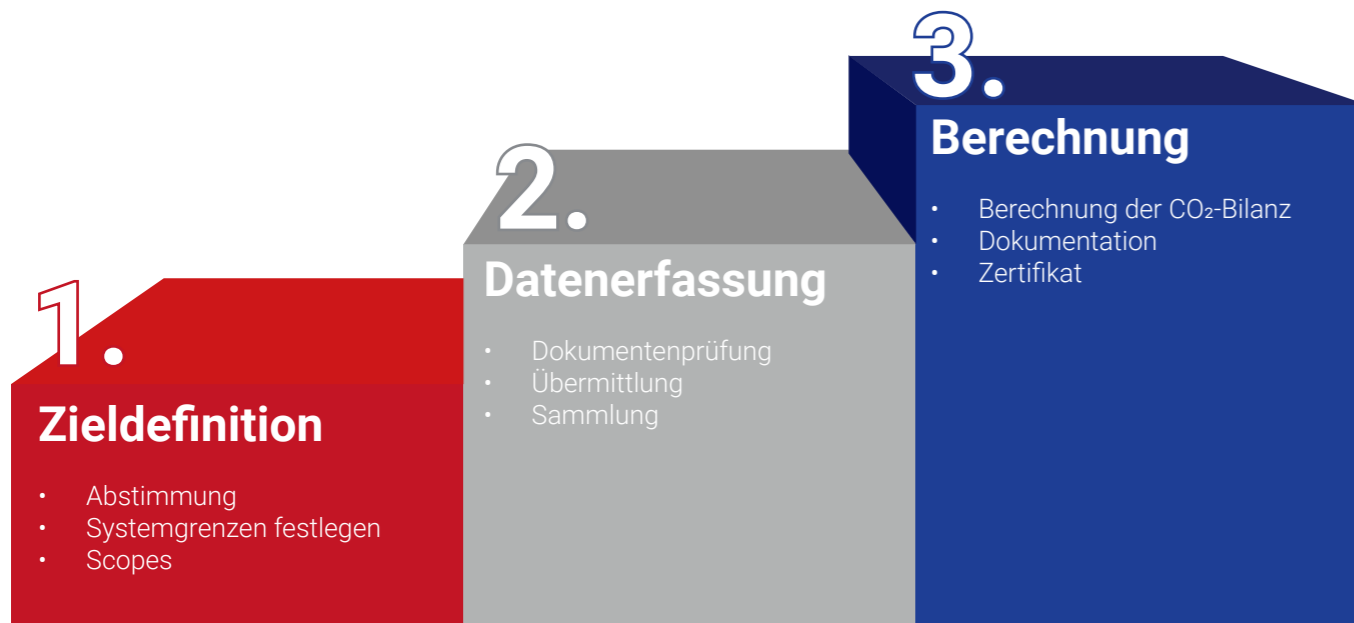 1.
Zieldefinition
• Abstimmung
• Systemgrenzen festlegen
• Scopes
2.
Datenerfassung
• Dokumentenprüfung
• Übermittlung
• Sammlung
3.
Berechnung
• Berechnung der CO₂-Bilanz
• Dokumentation
• Zertifikat